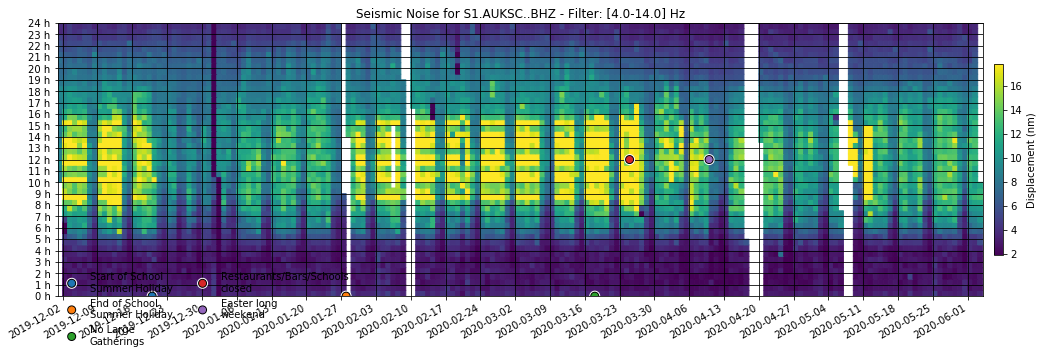 Seismic Noise for S1.AUKSC..BHZ - Filter: [4.0-14.0] Hz
24 h
23 h
22 h
21 h
20 h
19 h
18 h
17 h
16 h
15 h
14 h
13 h
12 h
11 h
10 h
9 h
8 h
7 h
6 h
5 h
4 h
3 h
2 h
1 h
0 h
16
14
12
10
8
6
4
2
Displacement (nm)
Start of School
Summer Holiday
End of School
Summer Holiday
No Large
Gatherings
Restaurants/Bars/Schools
closed
Easter long
weekend
2019-12-02
2019-12-30
2020-01-20
2020-01-27
2020-02-03
2020-02-10
2020-02-17
2020-02-24
2020-03-02
2020-03-09
2020-03-16
2020-03-23
2020-03-30
2020-04-06
2020-04-13
2020-04-20
2020-04-27
2020-05-04
2020-05-11
2020-05-18
2020-05-25
2020-06-01